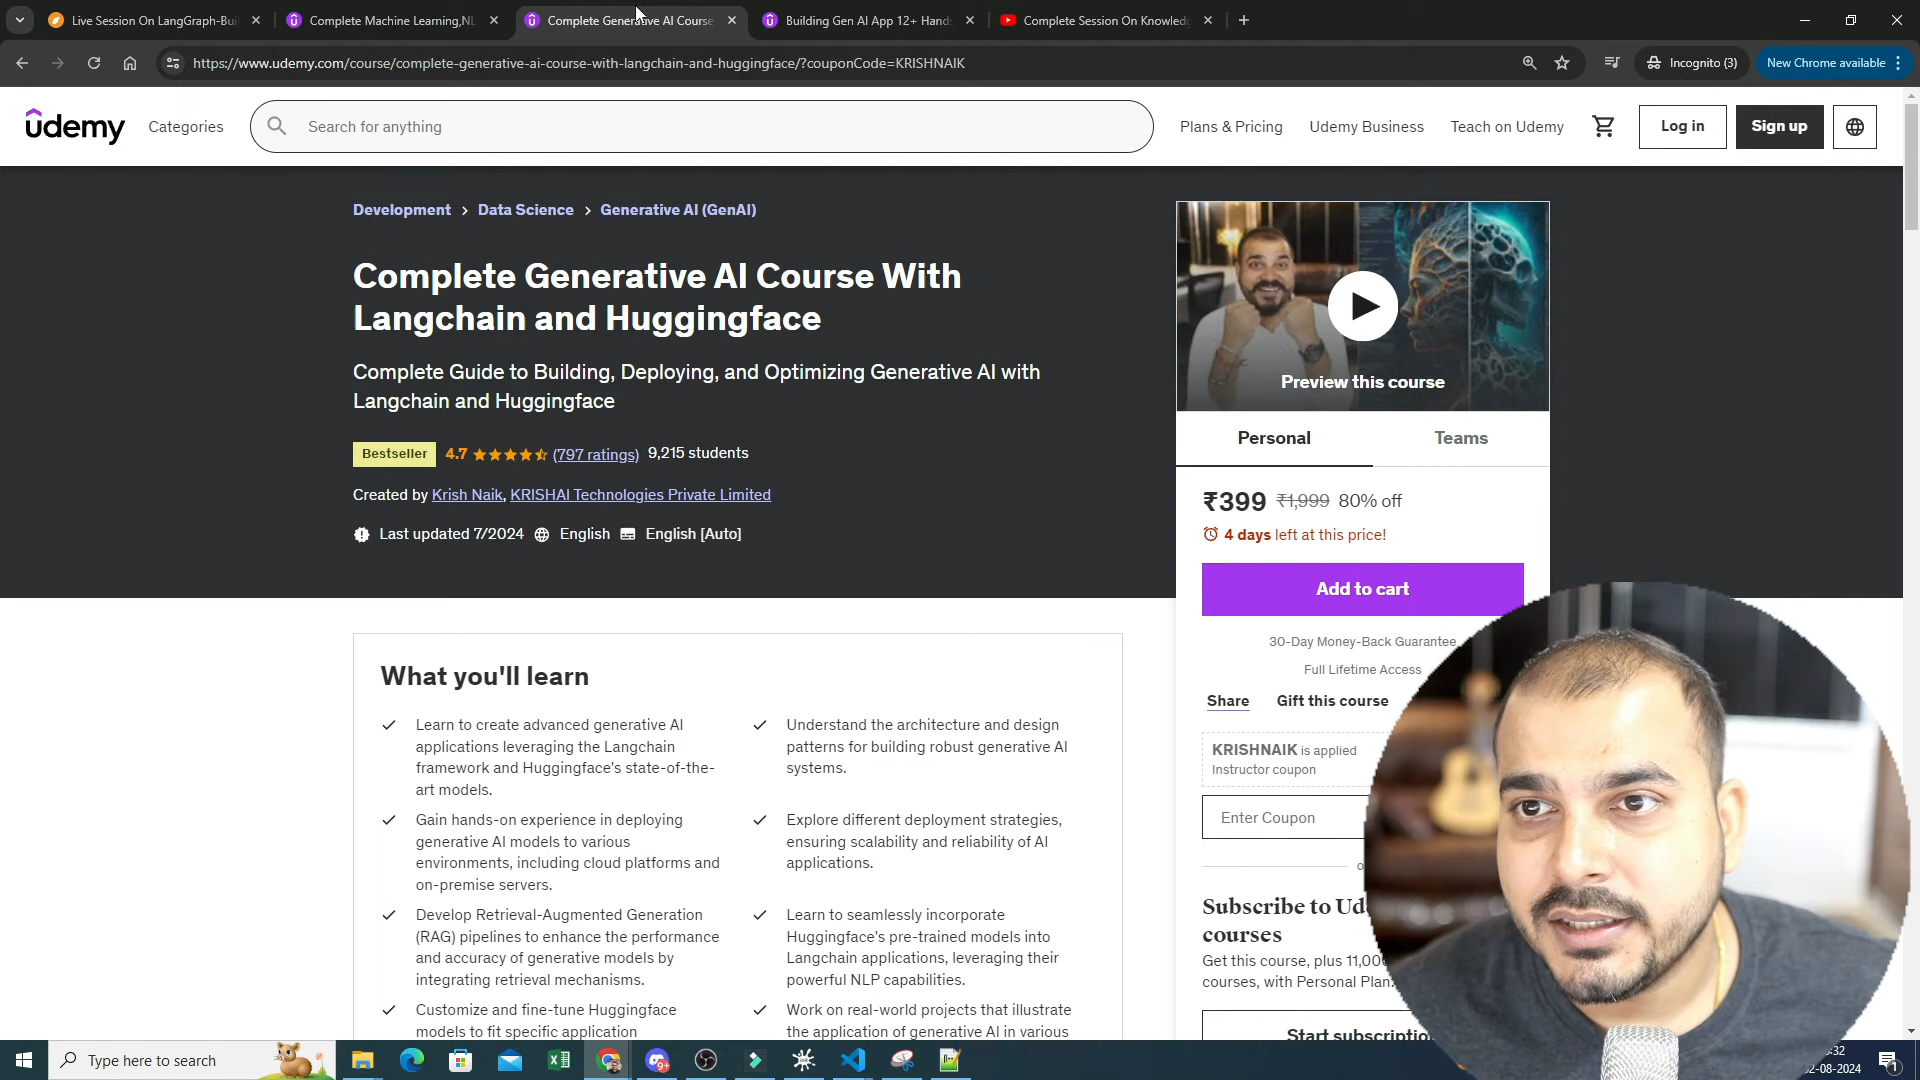 Live Session On LangGraph-Bui
Complete Machine Learning,NL
Complete Generative AI Course
Building Gen AI App 12+ Hands
Complete Session On Knowledg
https://www.udemy.com/course/complete-generative-ai-course-with-langchain-and-huggingface/?couponCode=KRISHNAIK
Incognito (3)
New Chrome available
udemy
Categories
Search for anything
Plans & Pricing
Udemy Business
Teach on Udemy
Log in
Sign up
Development > Data Science > Generative AI (GenAI)
Complete Generative AI Course With
Langchain and Huggingface
Complete Guide to Building, Deploying, and Optimizing Generative AI with
Langchain and Huggingface
Bestseller 4.7 (797 ratings) 9,215 students
Created by Krish Naik, KRISHAI Technologies Private Limited
Last updated 7/2024 English English [Auto]
Preview this course
Personal Teams
₹399 ₹1,999 80% off
4 days left at this price!
Add to cart
30-Day Money-Back Guarantee
Full Lifetime Access
Share Gift this course
KRISHNAIK is applied
Instructor coupon
Enter Coupon
Subscribe to Ud
courses
Get this course, plus 11,00
courses, with Personal Plan.
Start subscriptio
What you'll learn
Learn to create advanced generative AI
applications leveraging the Langchain
framework and Huggingface's state-of-the-
art models.
Understand the architecture and design
patterns for building robust generative AI
systems.
Gain hands-on experience in deploying
generative AI models to various
environments, including cloud platforms and
on-premise servers.
Explore different deployment strategies,
ensuring scalability and reliability of AI
applications.
Develop Retrieval-Augmented Generation
(RAG) pipelines to enhance the performance
and accuracy of generative models by
integrating retrieval mechanisms.
Learn to seamlessly incorporate
Huggingface's pre-trained models into
Langchain applications, leveraging their
powerful NLP capabilities.
Customize and fine-tune Huggingface
models to fit specific application
Work on real-world projects that illustrate
the application of generative AI in various
Type here to search
:32
2-08-2024